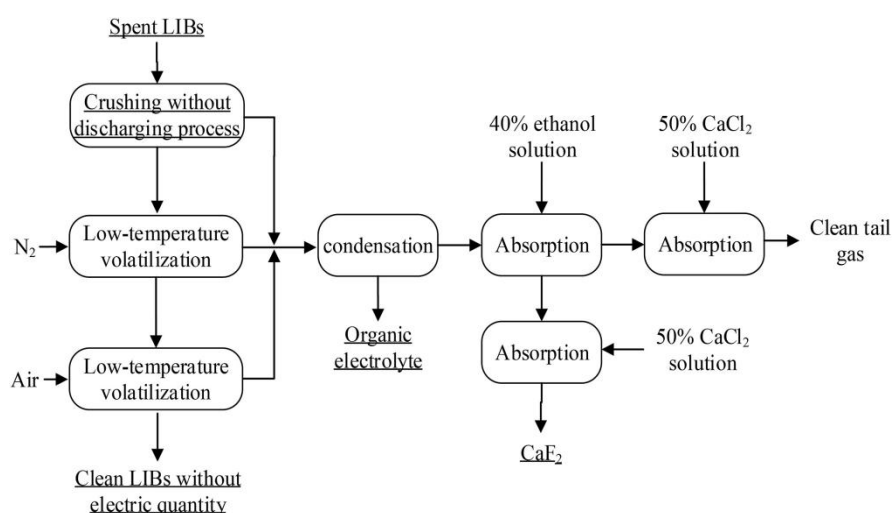 Spent LIBs
Crushing without
discharging process
40% ethanol
solution
50% CaCl₂
solution
N₂
Low-temperature
volatilization
condensation
Absorption
Absorption
Clean tail
gas
Organic
electrolyte
Absorption
50% CaCl₂
solution
Air
Low-temperature
volatilization
CaF₂
Clean LIBs without
electric quantity